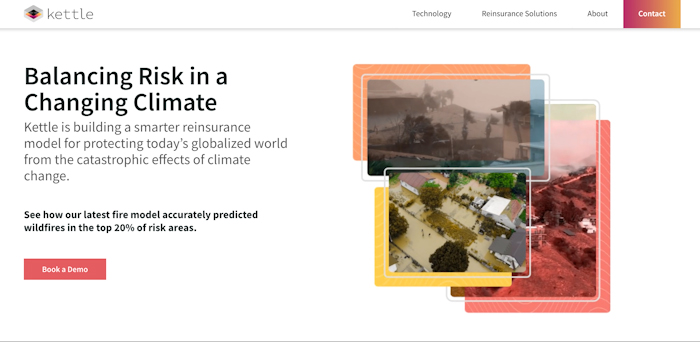 kettle
Technology
Reinsurance Solutions
About
Contact
Balancing Risk in a
Changing Climate
Kettle is building a smarter reinsurance
model for protecting today's globalized world
from the catastrophic effects of climate
change.
See how our latest fire model accurately predicted
wildfires in the top 20% of risk areas.
Book a Demo